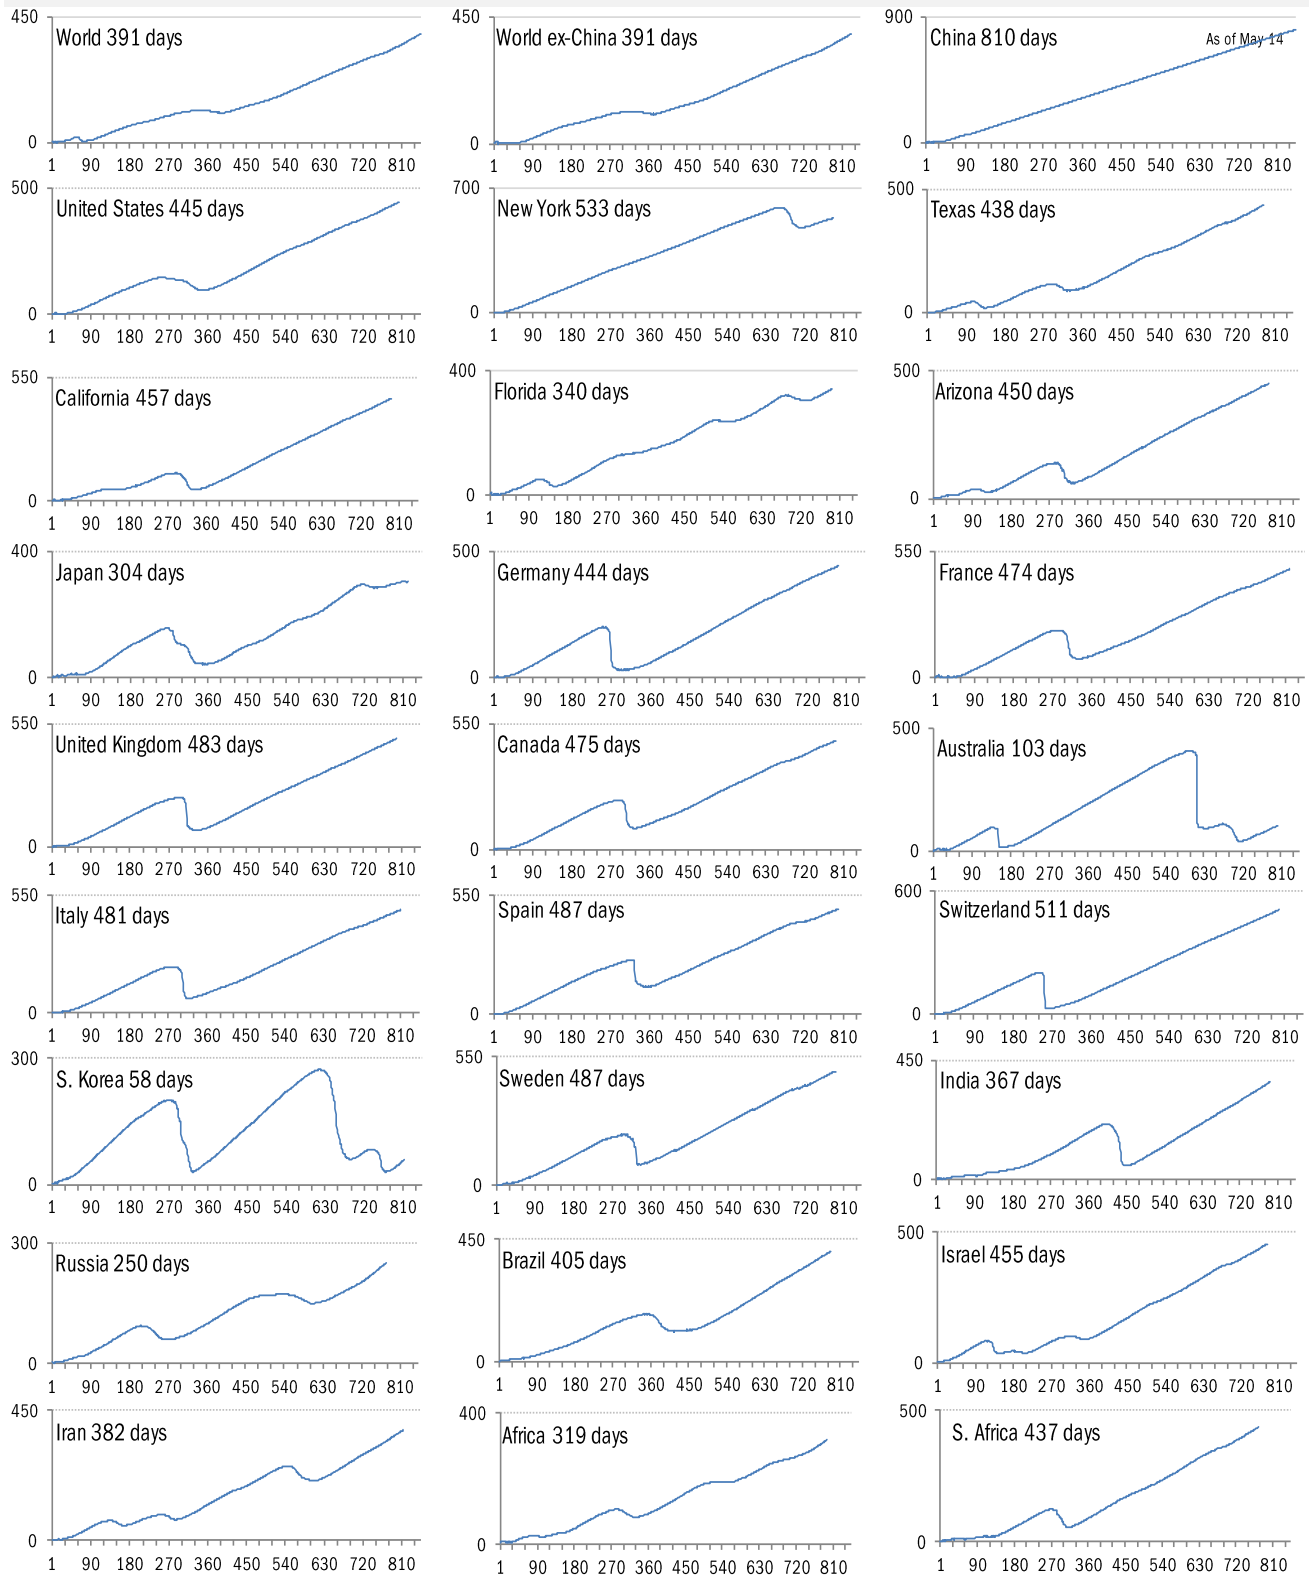 450
World 391 days
0
1 90 180 270 360 450 540 630 720 810
450
World ex-China 391 days
0
1 90 180 270 360 450 540 630 720 810
900
China 810 days
As of May 14
0
1 90 180 270 360 450 540 630 720 810
500
United States 445 days
0
1 90 180 270 360 450 540 630 720 810
700
New York 533 days
0
1 90 180 270 360 450 540 630 720 810
500
Texas 438 days
0
1 90 180 270 360 450 540 630 720 810
550
California 457 days
0
1 90 180 270 360 450 540 630 720 810
400
Florida 340 days
0
1 90 180 270 360 450 540 630 720 810
500
Arizona 450 days
0
1 90 180 270 360 450 540 630 720 810
400
Japan 304 days
0
1 90 180 270 360 450 540 630 720 810
500
Germany 444 days
0
1 90 180 270 360 450 540 630 720 810
550
France 474 days
0
1 90 180 270 360 450 540 630 720 810
550
United Kingdom 483 days
0
1 90 180 270 360 450 540 630 720 810
550
Canada 475 days
0
1 90 180 270 360 450 540 630 720 810
500
Australia 103 days
0
1 90 180 270 360 450 540 630 720 810
550
Italy 481 days
0
1 90 180 270 360 450 540 630 720 810
550
Spain 487 days
0
1 90 180 270 360 450 540 630 720 810
600
Switzerland 511 days
0
1 90 180 270 360 450 540 630 720 810
300
S. Korea 58 days
0
1 90 180 270 360 450 540 630 720 810
550
Sweden 487 days
0
1 90 180 270 360 450 540 630 720 810
450
India 367 days
0
1 90 180 270 360 450 540 630 720 810
300
Russia 250 days
0
1 90 180 270 360 450 540 630 720 810
450
Brazil 405 days
0
1 90 180 270 360 450 540 630 720 810
500
Israel 455 days
0
1 90 180 270 360 450 540 630 720 810
450
Iran 382 days
0
1 90 180 270 360 450 540 630 720 810
400
Africa 319 days
0
1 90 180 270 360 450 540 630 720 810
500
S. Africa 437 days
0
1 90 180 270 360 450 540 630 720 810